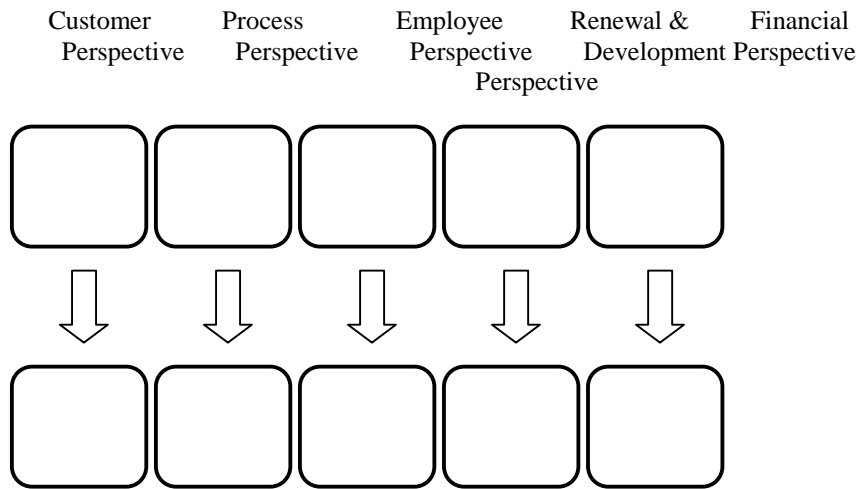 Customer Process Employee Renewal & Financial
Perspective Perspective Perspective Development Perspective
Perspective